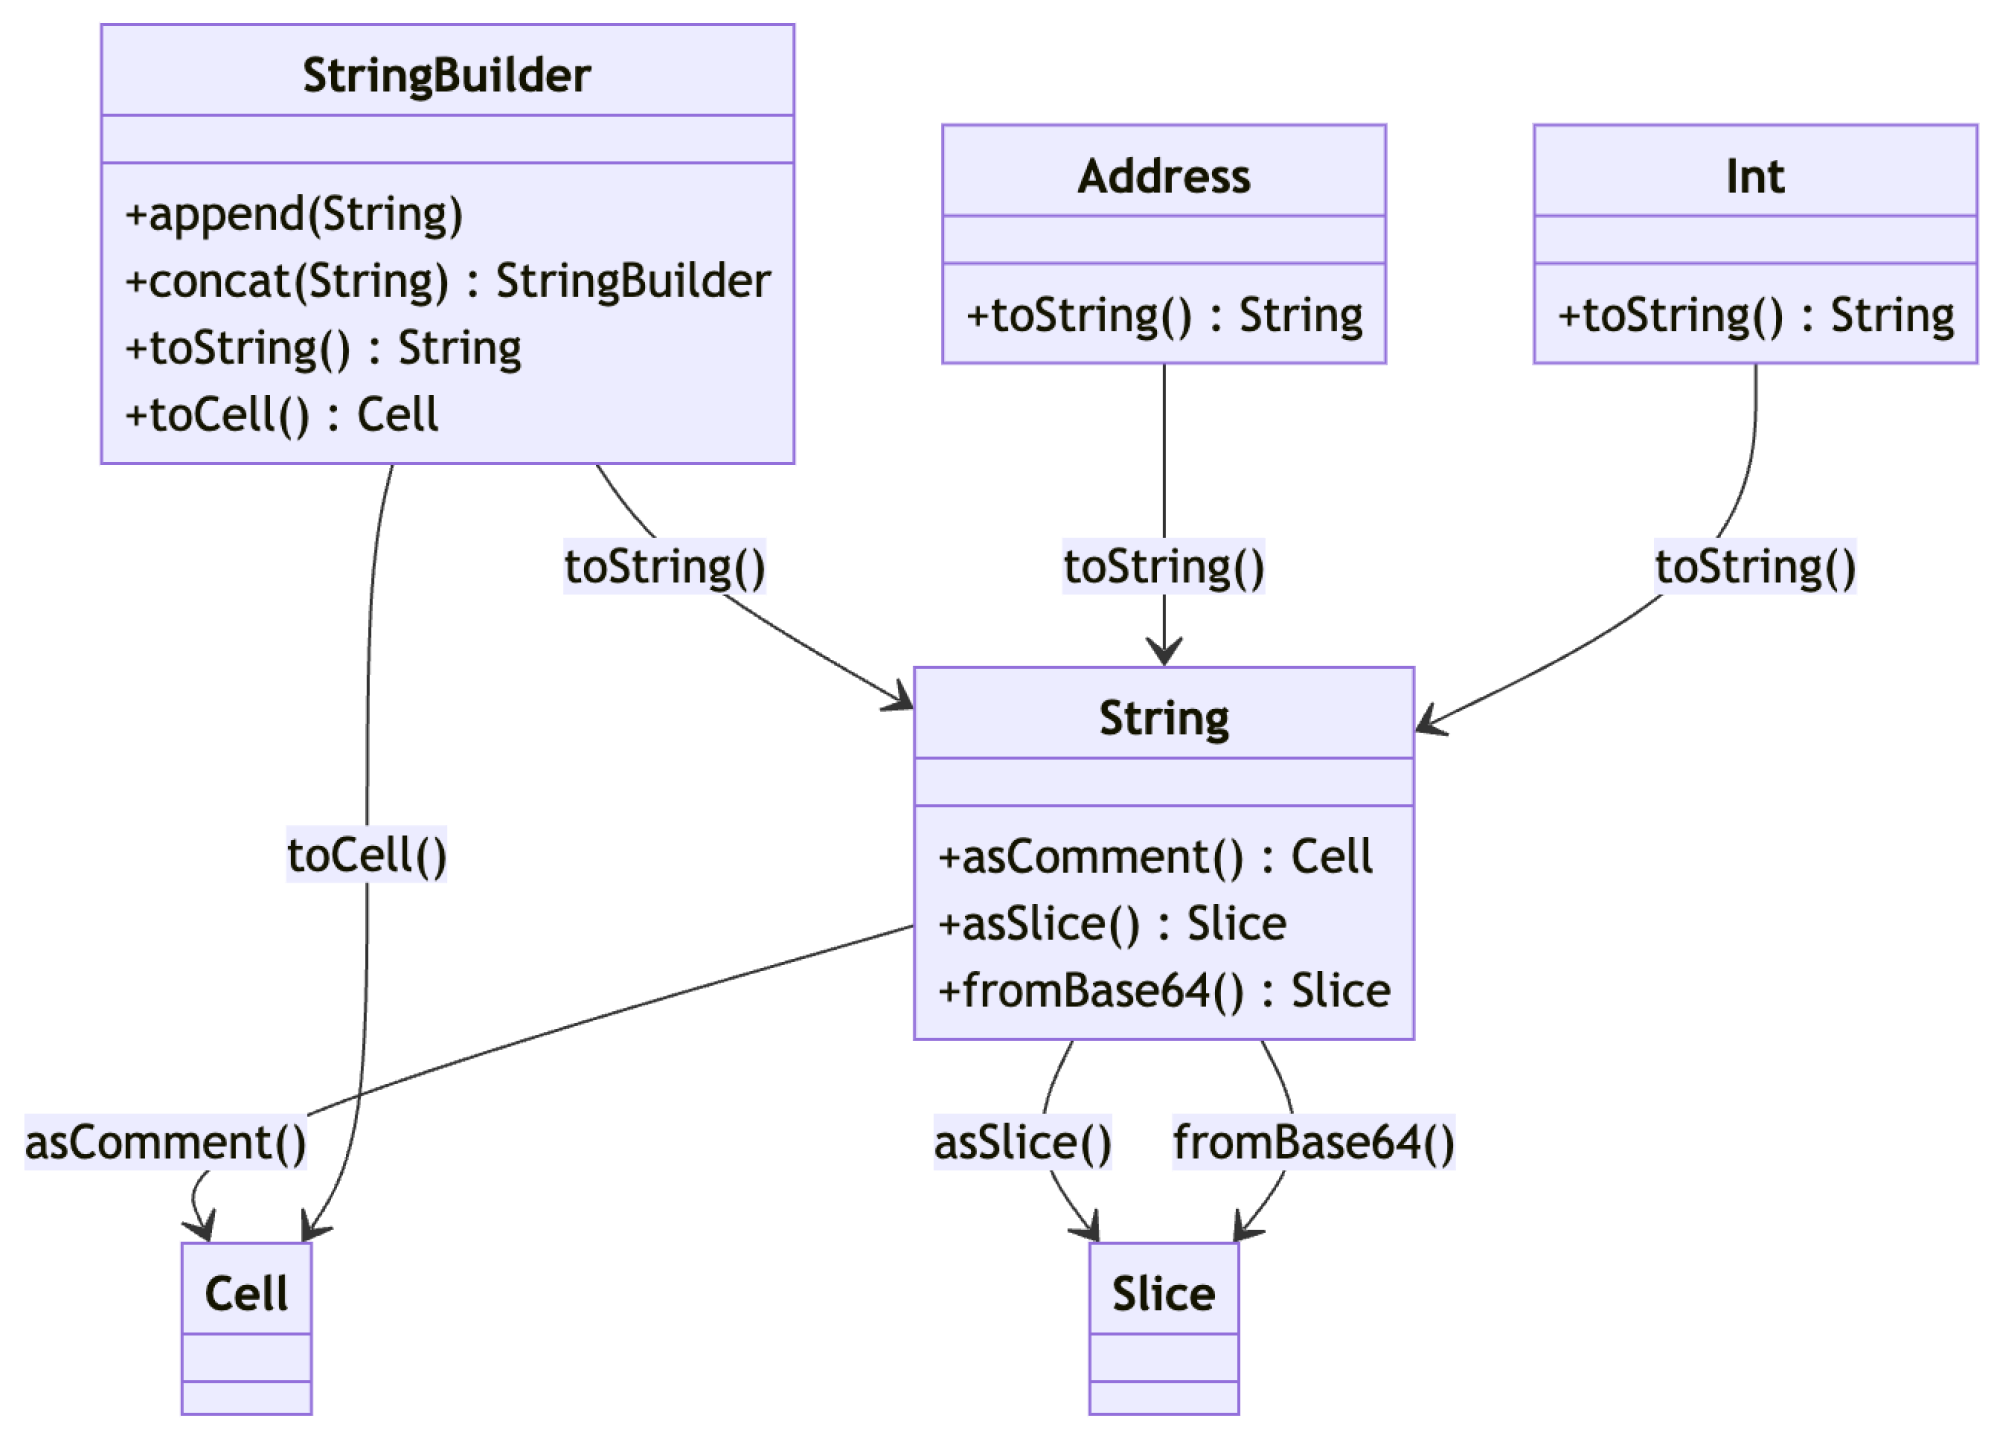 StringBuilder
+append(String)
+concat(String) : StringBuilder
+toString() : String
+toCell() : Cell
Address
+toString() : String
Int
+toString() : String
toString()
toString()
toString()
String
+asComment() : Cell
+asSlice() : Slice
+fromBase64() : Slice
toCell()
asComment()
asSlice()
fromBase64()
Cell
Slice